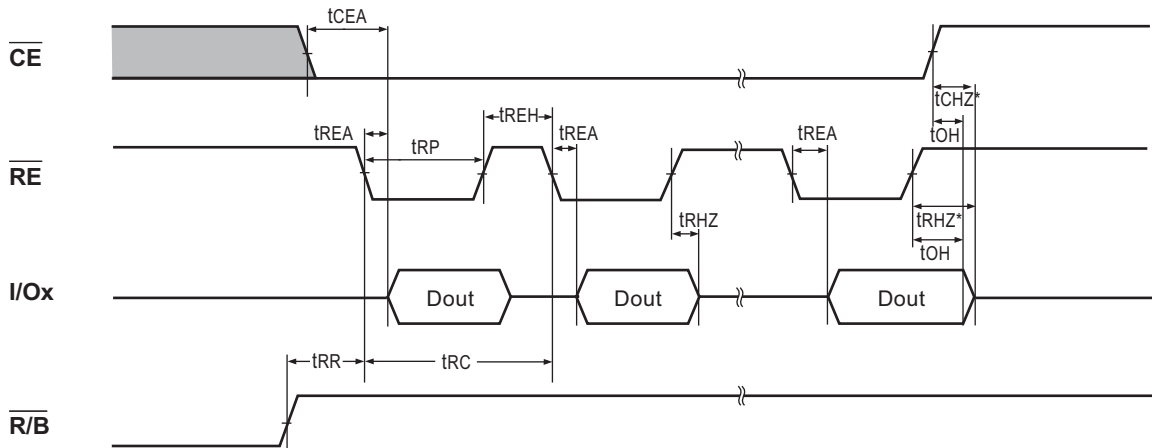 tCEA
CE
tCHZ*
tOH
tREH
tREA
tREA
tREA
tRP
RE
tRHZ
tRHZ*
tOH
I/Ox
Dout
Dout
Dout
tRR
tRC
R/B